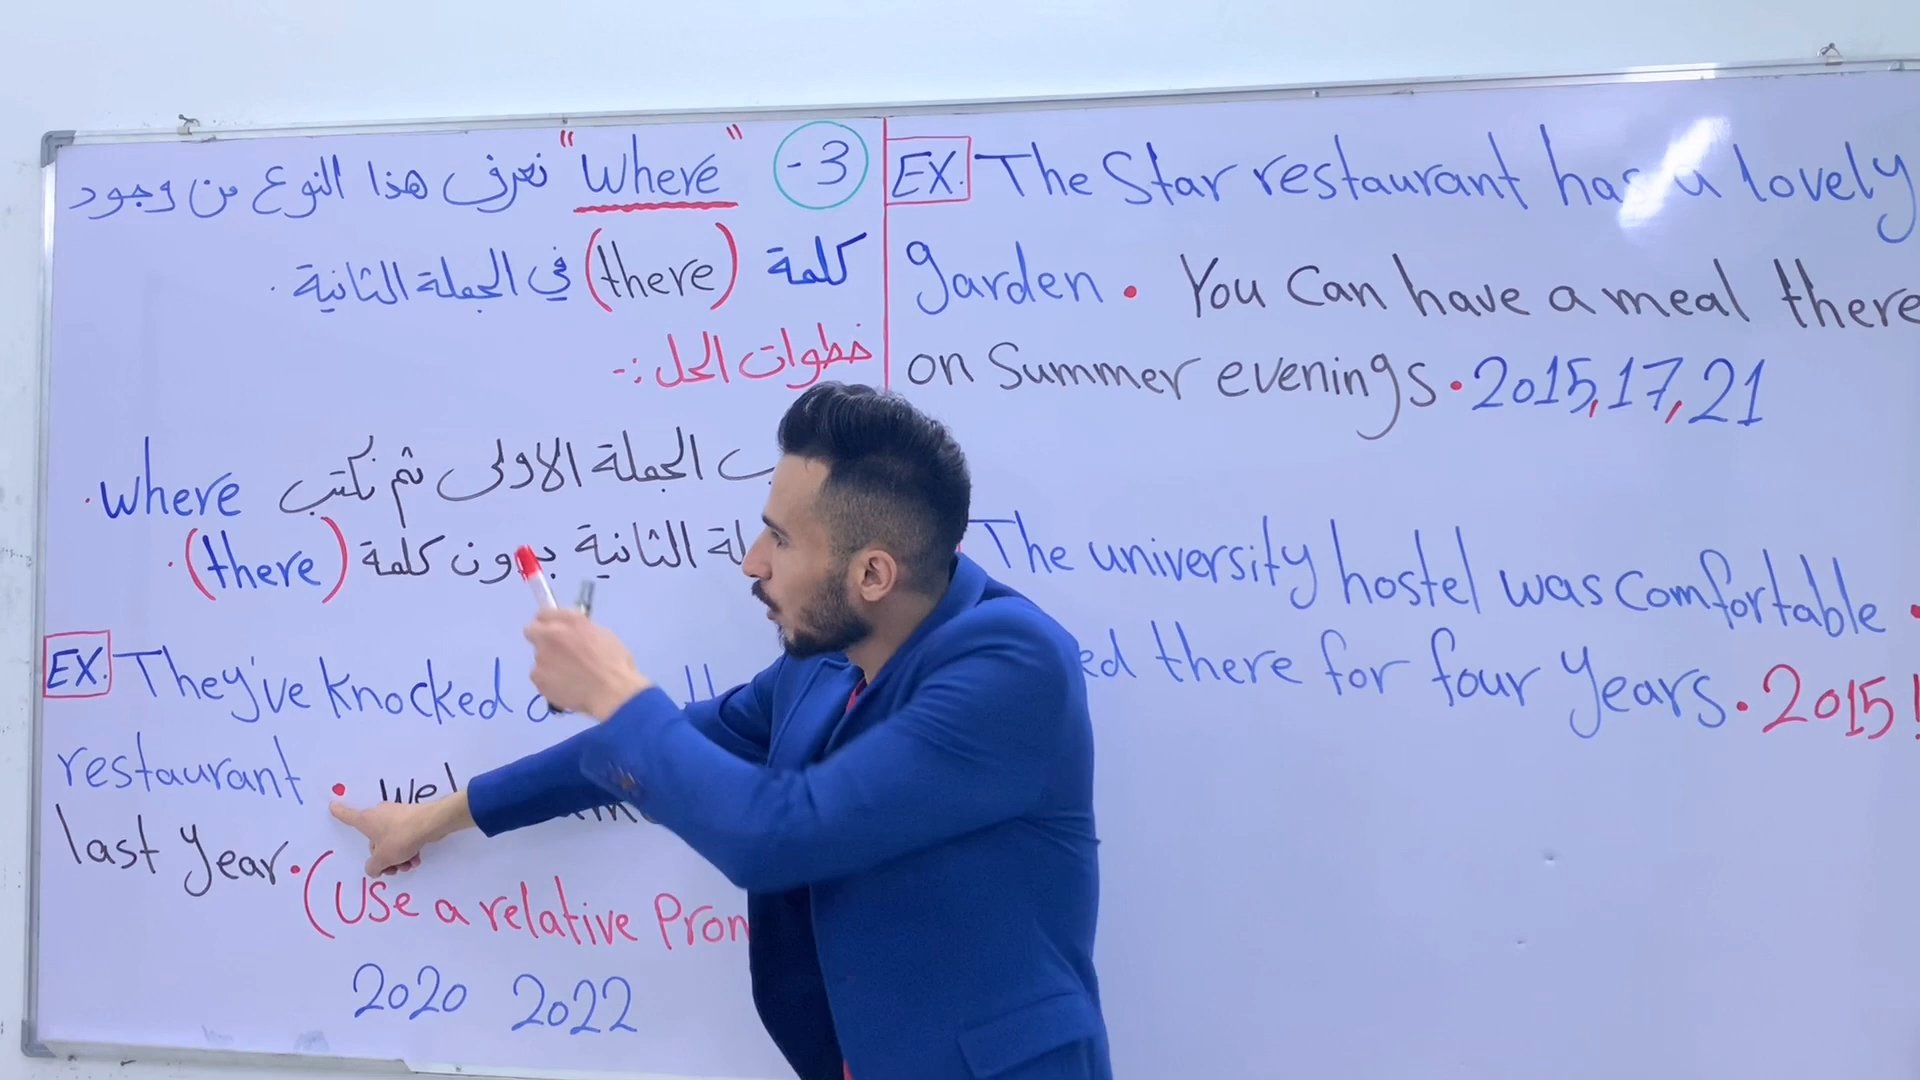 3- "Where" نعرف هذا النوع من وجود
كلمة (there) في الجملة الثانية .
خطوات الحل :-
الجملة الاولى ثم نكتب where .
الثانية بدون كلمة (there) .
EX. They've knocked
restaurant .
last year. (Use a relative
2020 2022
EX. The Star restaurant has a lovely
garden . You can have a meal there
on Summer evenings . 2015,17,21
The university hostel was comfortable .
there for four years . 2015